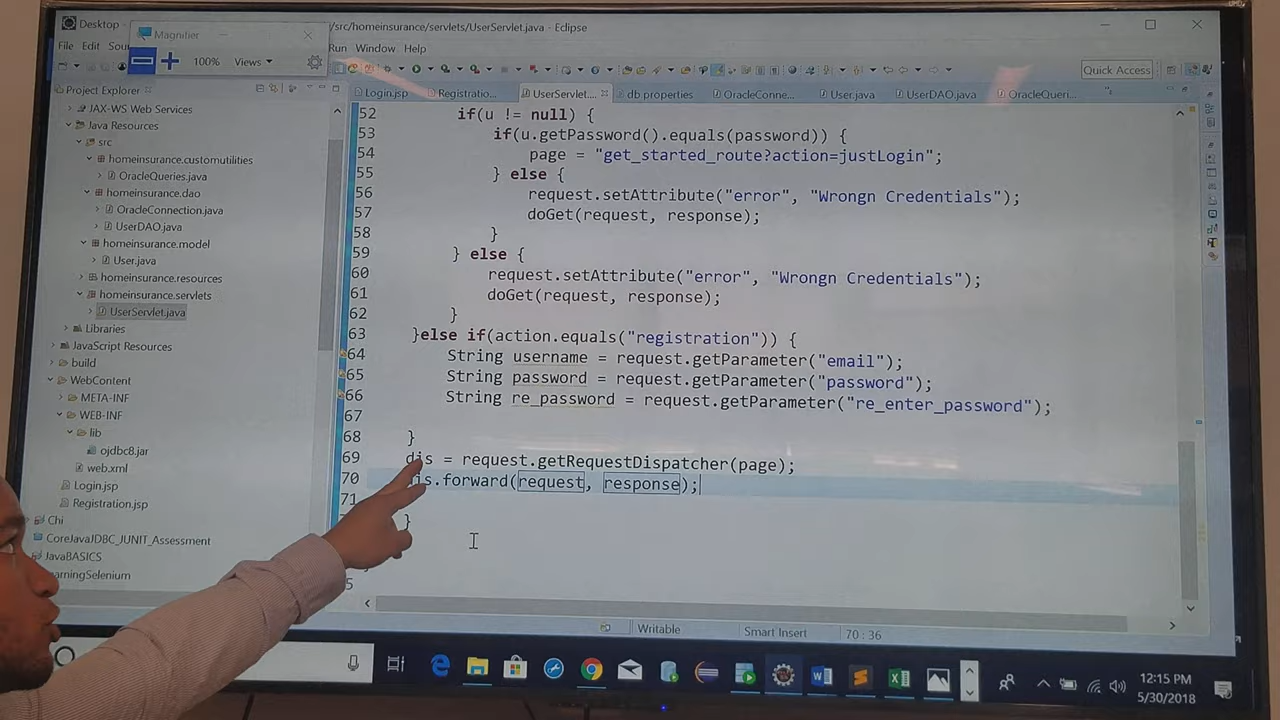 Desktop
/src/homeinsurance/servlets/UserServlet.java - Eclipse
Magnifier
100% Views
File Edit Sou
Run Window Help
Quick Access
Project Explorer
JAX-WS Web Services
Java Resources
src
homeinsurance.customutilities
OracleQueries.java
homeinsurance.dao
OracleConnection.java
UserDAO.java
homeinsurance.model
User.java
homeinsurance.resources
homeinsurance.servlets
UserServlet.java
Libraries
JavaScript Resources
build
WebContent
META-INF
WEB-INF
lib
ojdbc8.jar
web.xml
Login.jsp
Registration.jsp
Chi
CoreJavaJDBC_JUNIT_Assessment
JavaBASICS
arningSelenium
Login.jsp Registratio... UserServlet.... db properties OracleConne... User.java UserDAO.java OracleQueri...
52 if(u != null) {
53 if(u.getPassword().equals(password)) {
54 page = "get_started_route?action=justLogin";
55 } else {
56 request.setAttribute("error", "Wrongn Credentials");
57 doGet(request, response);
58 }
59 } else {
60 request.setAttribute("error", "Wrongn Credentials");
61 doGet(request, response);
62 }
63 }else if(action.equals("registration")) {
64 String username = request.getParameter("email");
65 String password = request.getParameter("password");
66 String re_password = request.getParameter("re_enter_password");
67
68 }
69 dis = request.getRequestDispatcher(page);
70 is.forward(request, response);
71
}
5
Writable Smart Insert 70 : 36
12:15 PM
5/30/2018